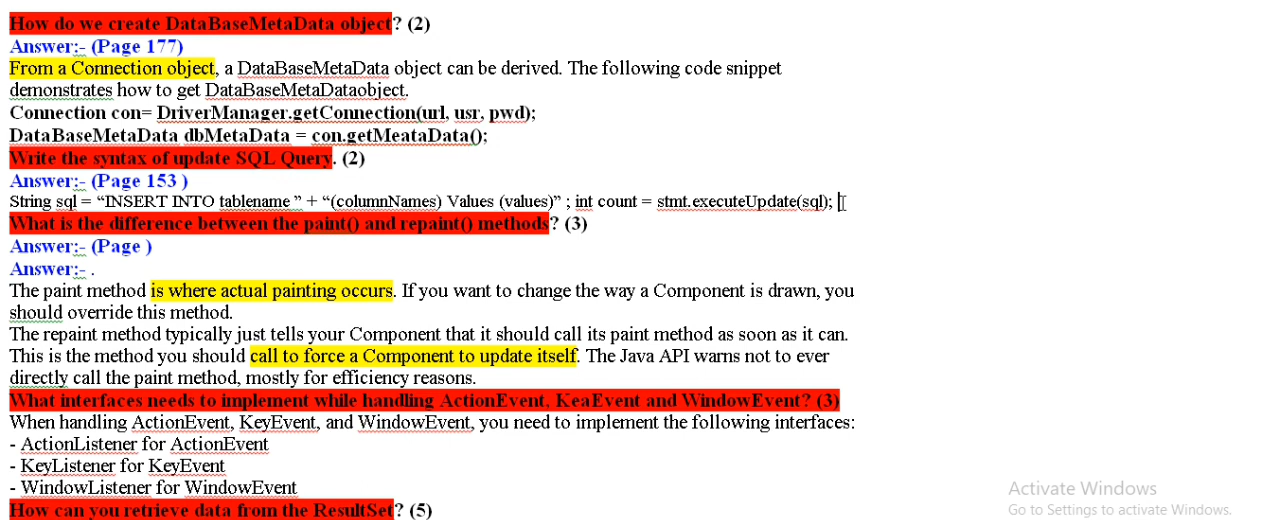 How do we create DataBaseMetaData object? (2)
Answer:- (Page 177)
From a Connection object, a DataBaseMetaData object can be derived. The following code snippet
demonstrates how to get DataBaseMetaDataobject.
Connection con= DriverManager.getConnection(url, usr, pwd);
DataBaseMetaData dbMetaData = con.getMeataData();
Write the syntax of update SQL Query. (2)
Answer:- (Page 153 )
String sql = “INSERT INTO tablename ” + “(columnNames) Values (values)” ; int count = stmt.executeUpdate(sql);
What is the difference between the paint() and repaint() methods? (3)
Answer:- (Page )
Answer:- .
The paint method is where actual painting occurs. If you want to change the way a Component is drawn, you
should override this method.
The repaint method typically just tells your Component that it should call its paint method as soon as it can.
This is the method you should call to force a Component to update itself. The Java API warns not to ever
directly call the paint method, mostly for efficiency reasons.
What interfaces needs to implement while handling ActionEvent, KeaEvent and WindowEvent? (3)
When handling ActionEvent, KeyEvent, and WindowEvent, you need to implement the following interfaces:
- ActionListener for ActionEvent
- KeyListener for KeyEvent
- WindowListener for WindowEvent
How can you retrieve data from the ResultSet? (5)
Activate Windows
Go to Settings to activate Windows.